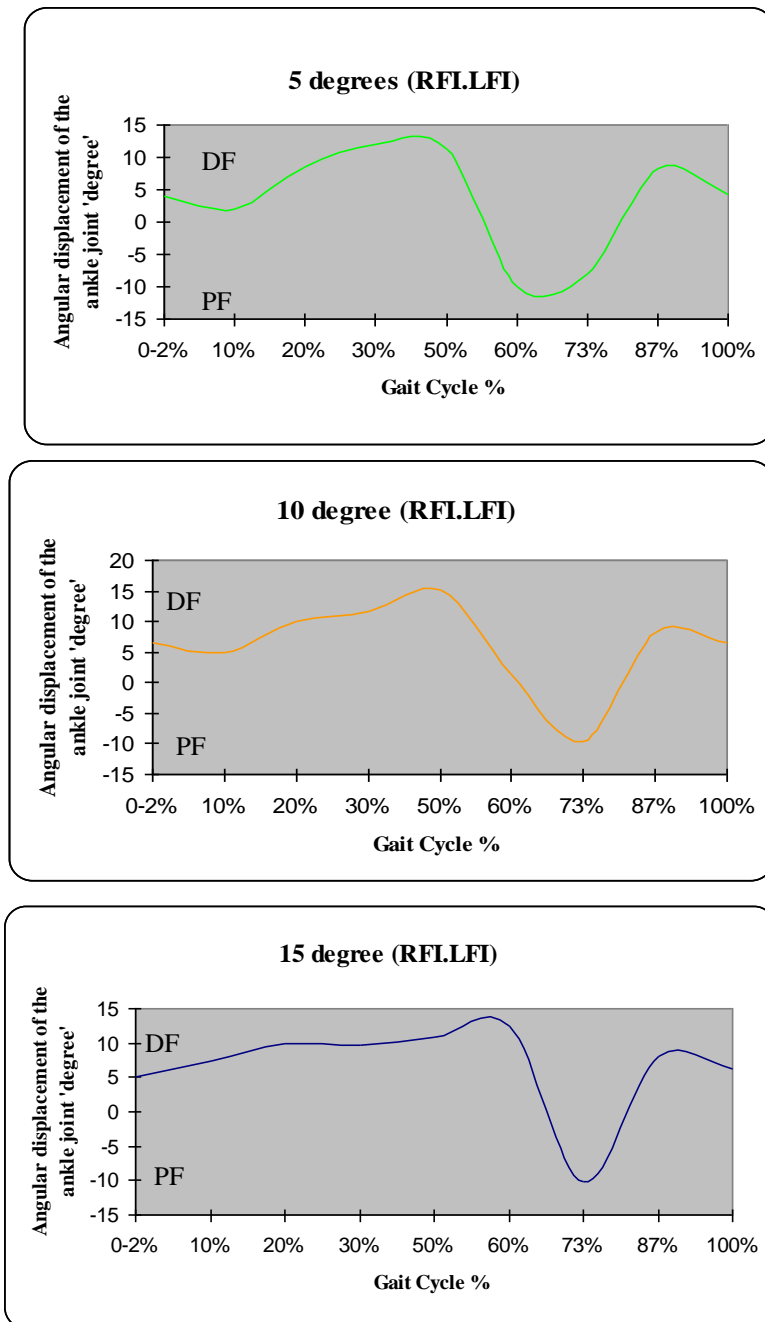 5 degrees (RFI.LFI)
Angular displacement of the
ankle joint 'degree'
15
10
5
0
-5
-10
-15
DF
PF
0-2% 10% 20% 30% 50% 60% 73% 87% 100%
Gait Cycle %
10 degree (RFI.LFI)
Angular displacement of the
ankle joint 'degree'
20
15
10
5
0
-5
-10
-15
DF
PF
0-2% 10% 20% 30% 50% 60% 73% 87% 100%
Gait Cycle %
15 degree (RFI.LFI)
Angular displacement of the
ankle joint 'degree'
15
10
5
0
-5
-10
-15
DF
PF
0-2% 10% 20% 30% 50% 60% 73% 87% 100%
Gait Cycle %